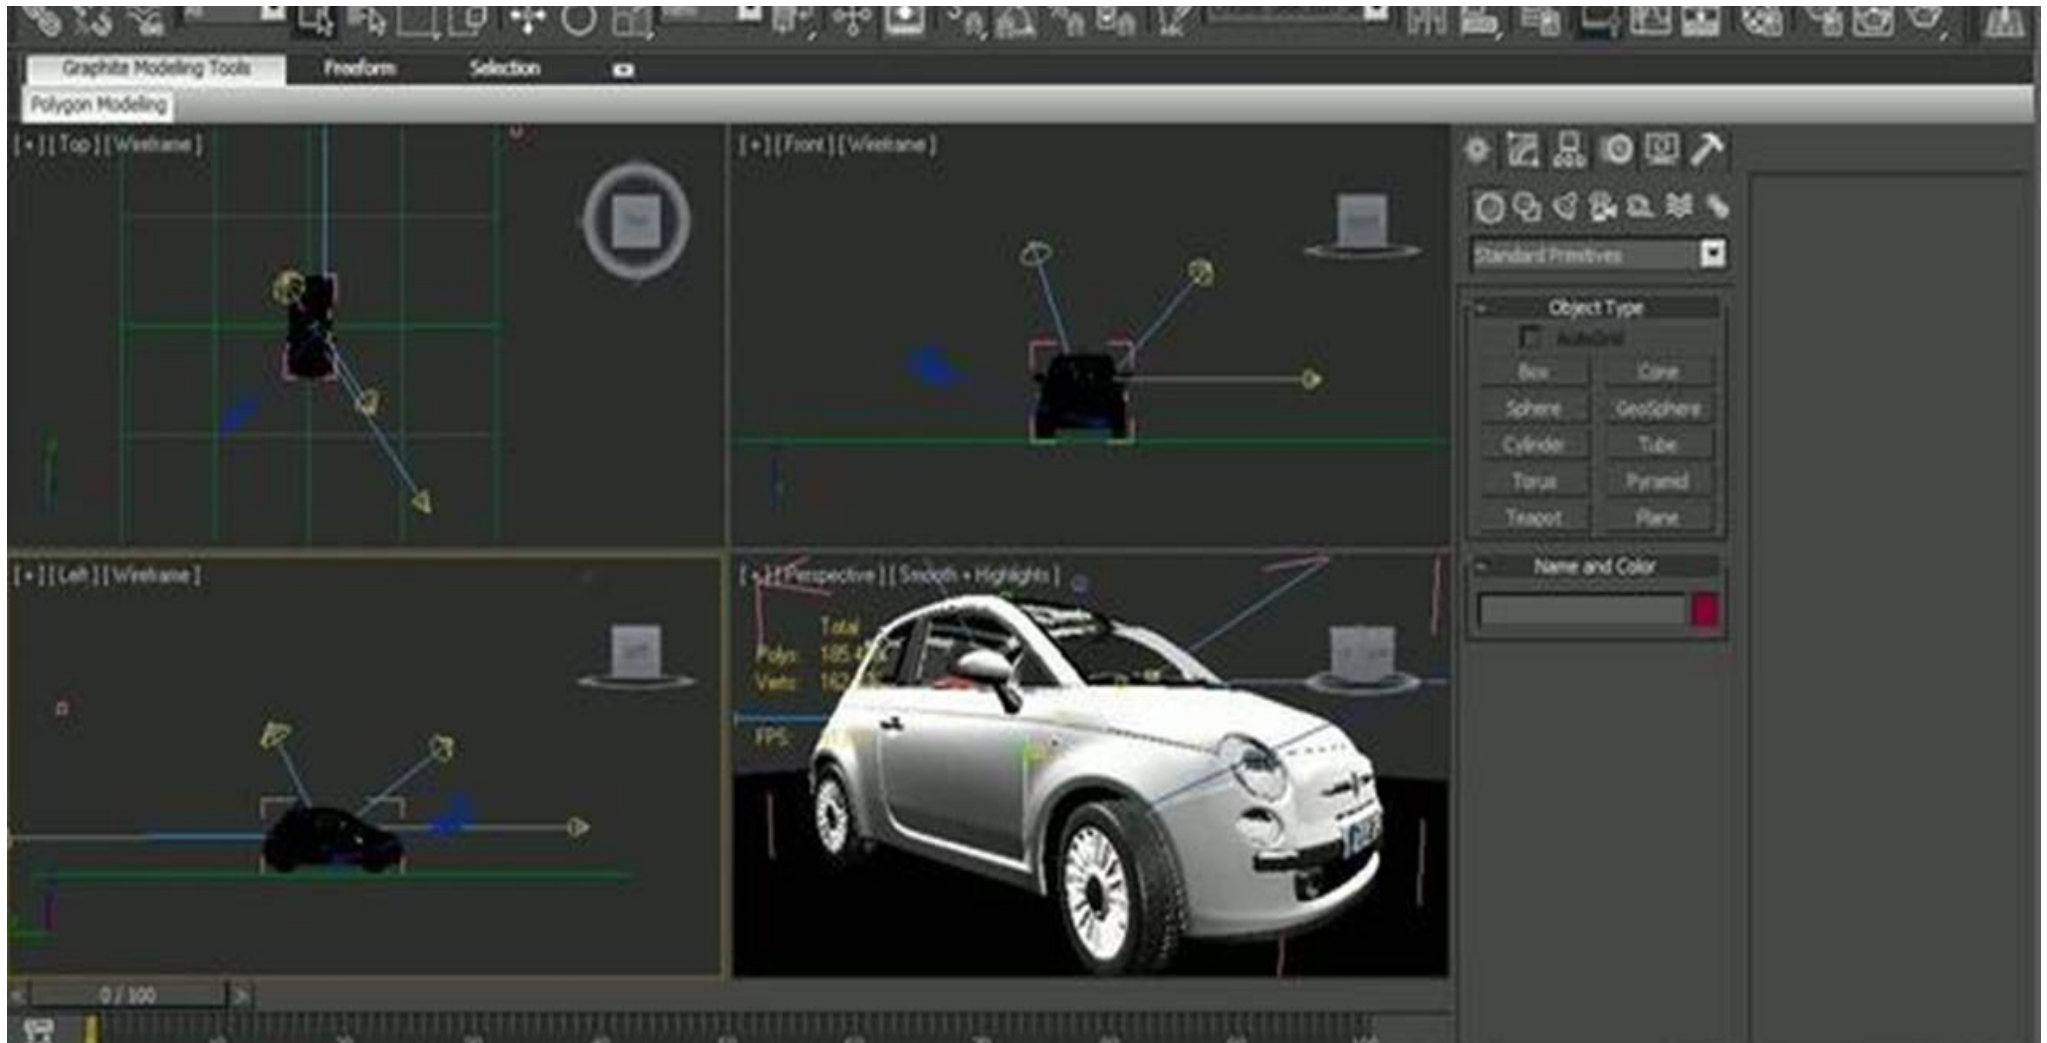 Graphite Modeling Tools Freeform Selection
Polygon Modeling
[ + ] [ Top ] [ Wireframe ]
[ + ] [ Front ] [ Wireframe ]
Standard Primitives
Object Type
AutoGrid
Box Cone
Sphere GeoSphere
Cylinder Tube
Torus Pyramid
Teapot Plane
Name and Color
[ + ] [ Left ] [ Wireframe ]
[ + ] [ Perspective ] [ Smooth + Highlights ]
Total
Polys:
Verts:
FPS:
< 0 / 100 >